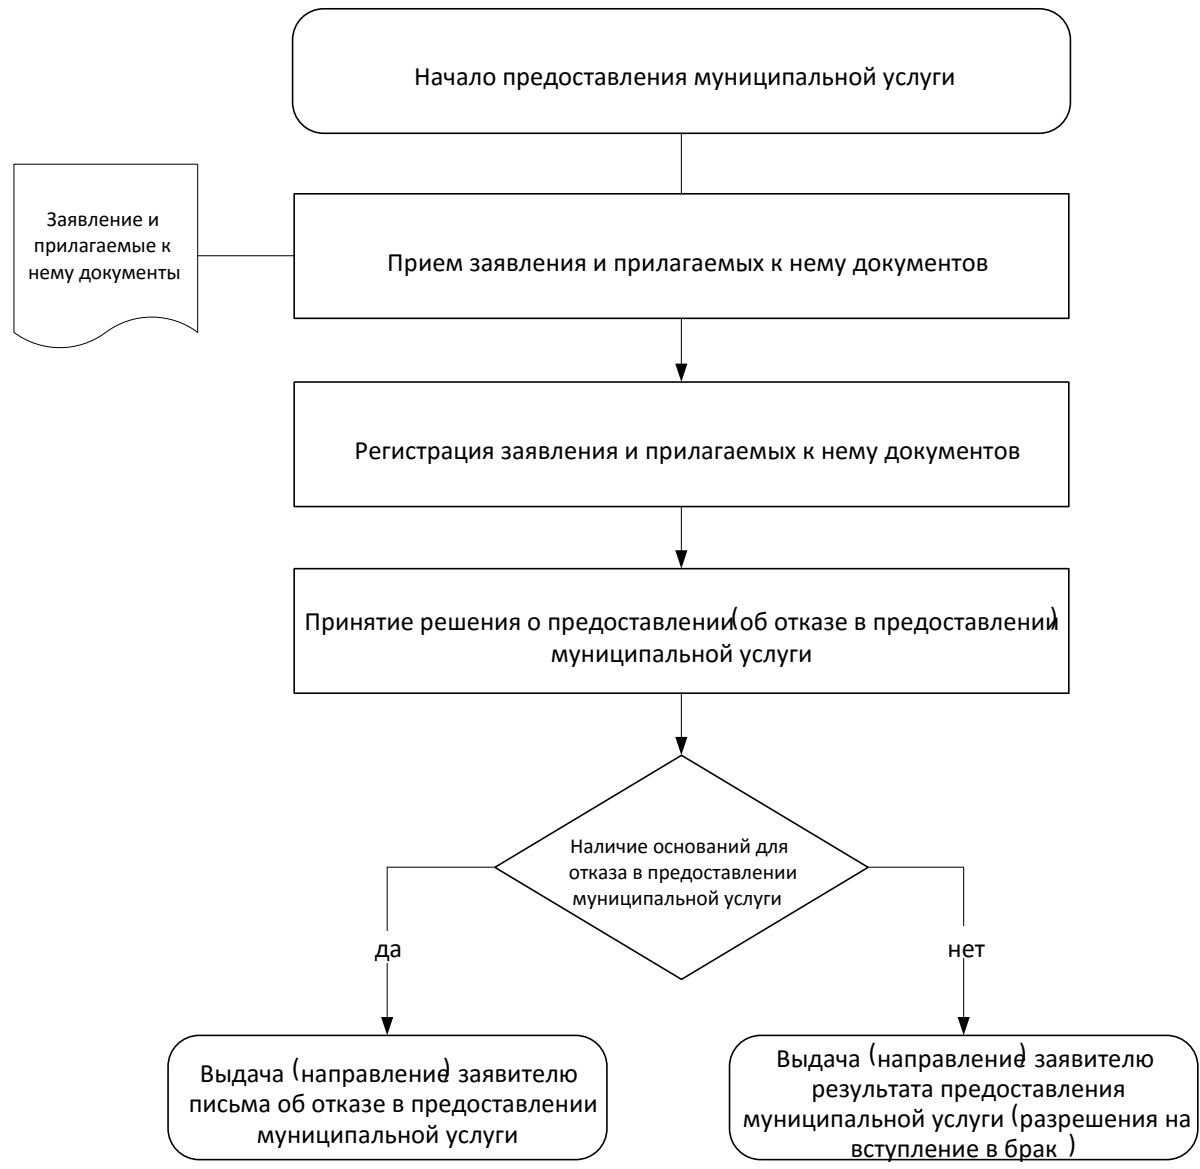 Начало предоставления муниципальной услуги
Заявление и
прилагаемые к
нему документы
Прием заявления и прилагаемых к нему документов
Регистрация заявления и прилагаемых к нему документов
Принятие решения о предоставлении (об отказе в предоставлении)
муниципальной услуги
Наличие оснований для
отказа в предоставлении
муниципальной услуги
да
нет
Выдача (направление) заявителю
письма об отказе в предоставлении
муниципальной услуги
Выдача (направление) заявителю
результата предоставления
муниципальной услуги (разрешения на
вступление в брак )